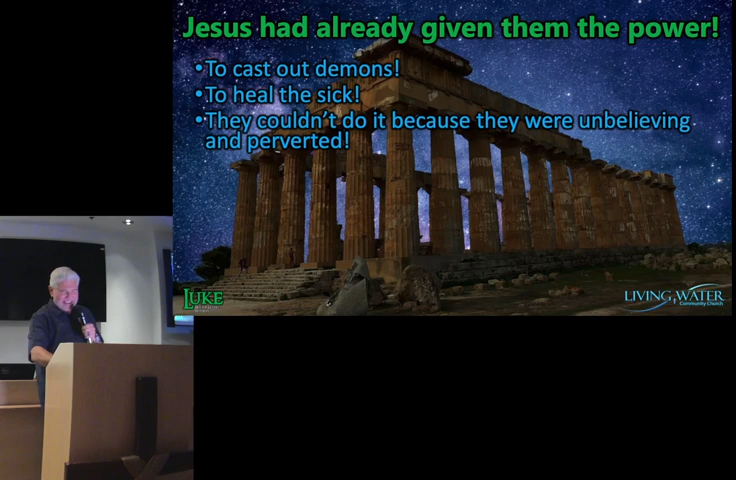 Jesus had already given them the power!
•To cast out demons!
•To heal the sick!
•They couldn't do it because they were unbelieving
and perverted!
LUKE
LIVING WATER
Community Church